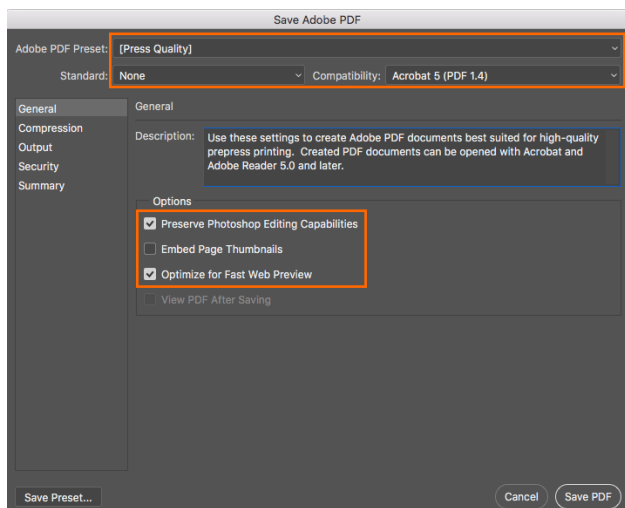 Save Adobe PDF
Adobe PDF Preset: [Press Quality]
Standard: None Compatibility: Acrobat 5 (PDF 1.4)
General
Compression
Output
Security
Summary
General
Description: Use these settings to create Adobe PDF documents best suited for high-quality
prepress printing.  Created PDF documents can be opened with Acrobat and
Adobe Reader 5.0 and later.
Options
Preserve Photoshop Editing Capabilities
Embed Page Thumbnails
Optimize for Fast Web Preview
View PDF After Saving
Save Preset... Cancel Save PDF